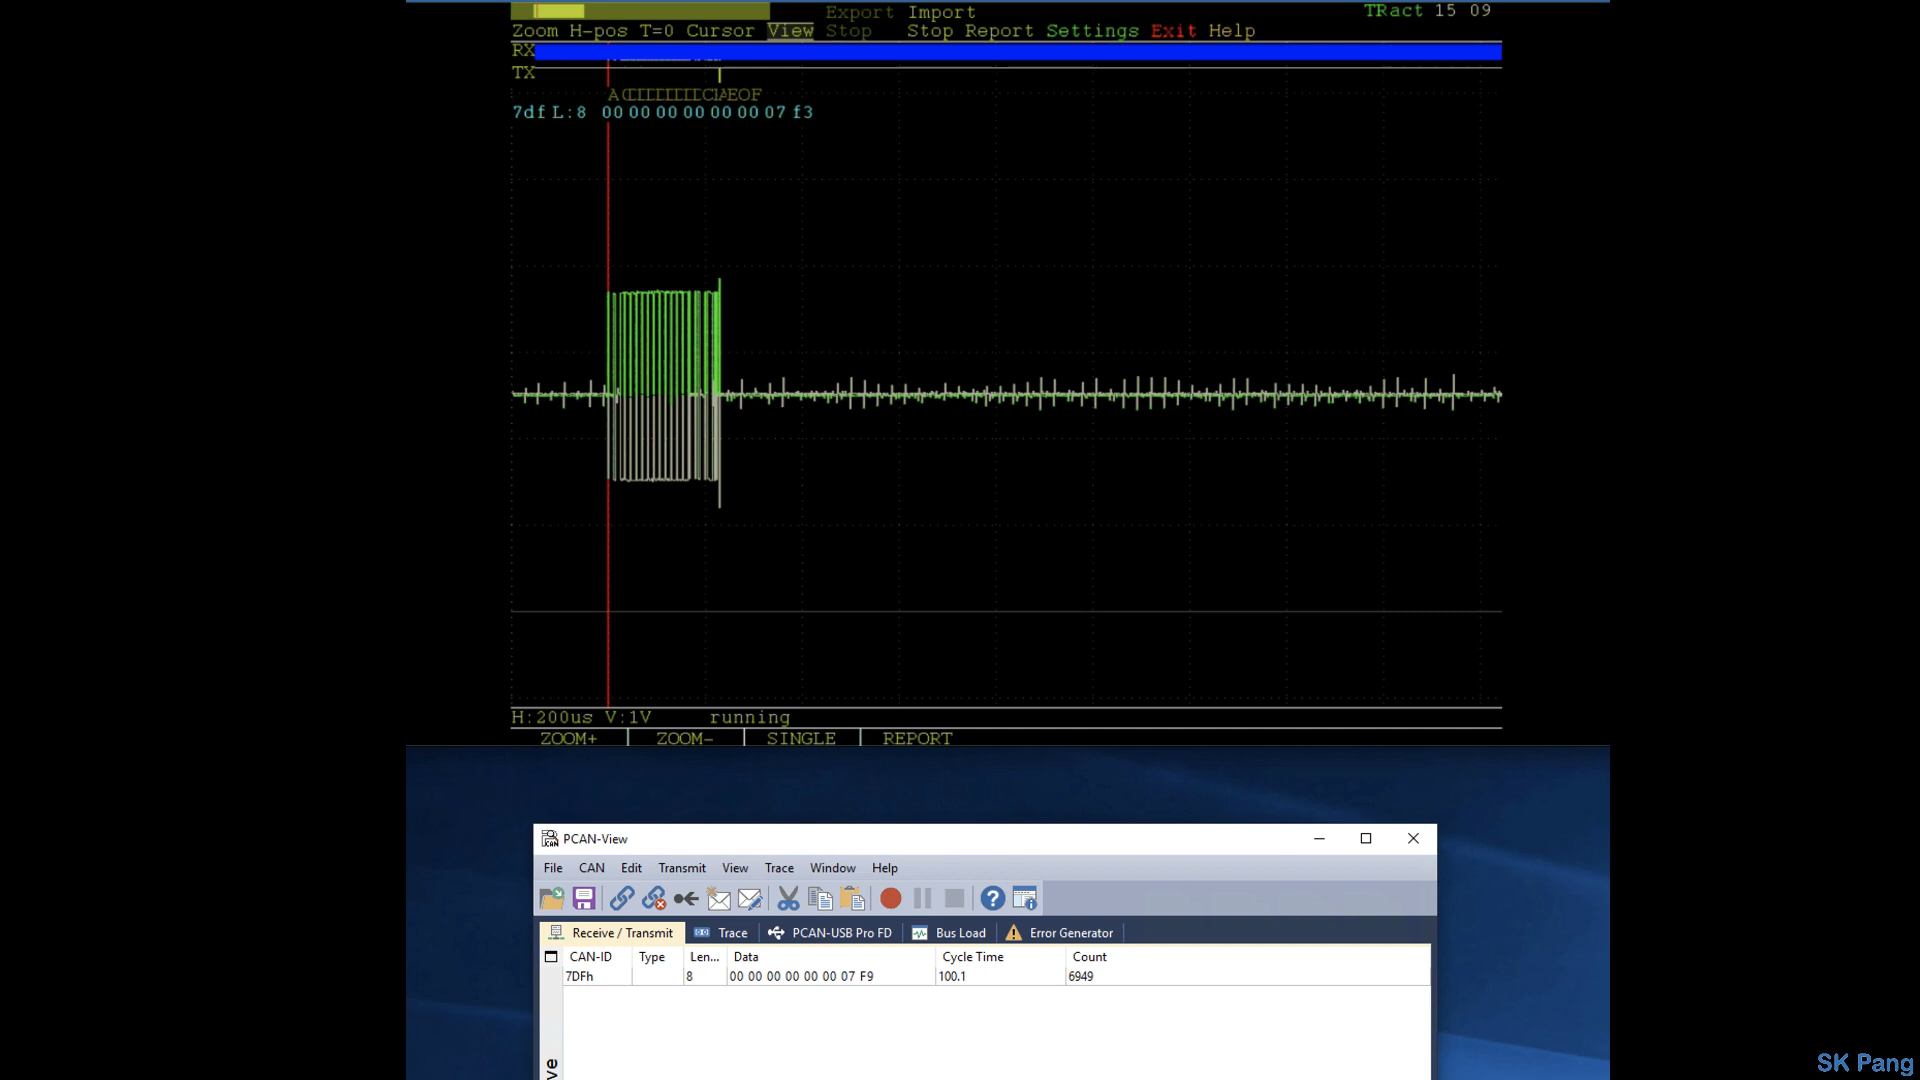 Export Import
TRact 15 09
Zoom H-pos T=0 Cursor View Stop Stop Report Settings Exit Help
RX
TX
7df L:8 00 00 00 00 00 00 07 f3
H:200us V:1V running
ZOOM+ ZOOM- SINGLE REPORT
PCAN-View
File CAN Edit Transmit View Trace Window Help
Receive / Transmit Trace PCAN-USB Pro FD Bus Load Error Generator
CAN-ID Type Len... Data Cycle Time Count
7DFh 8 00 00 00 00 00 00 07 F9 100.1 6949
SK Pang